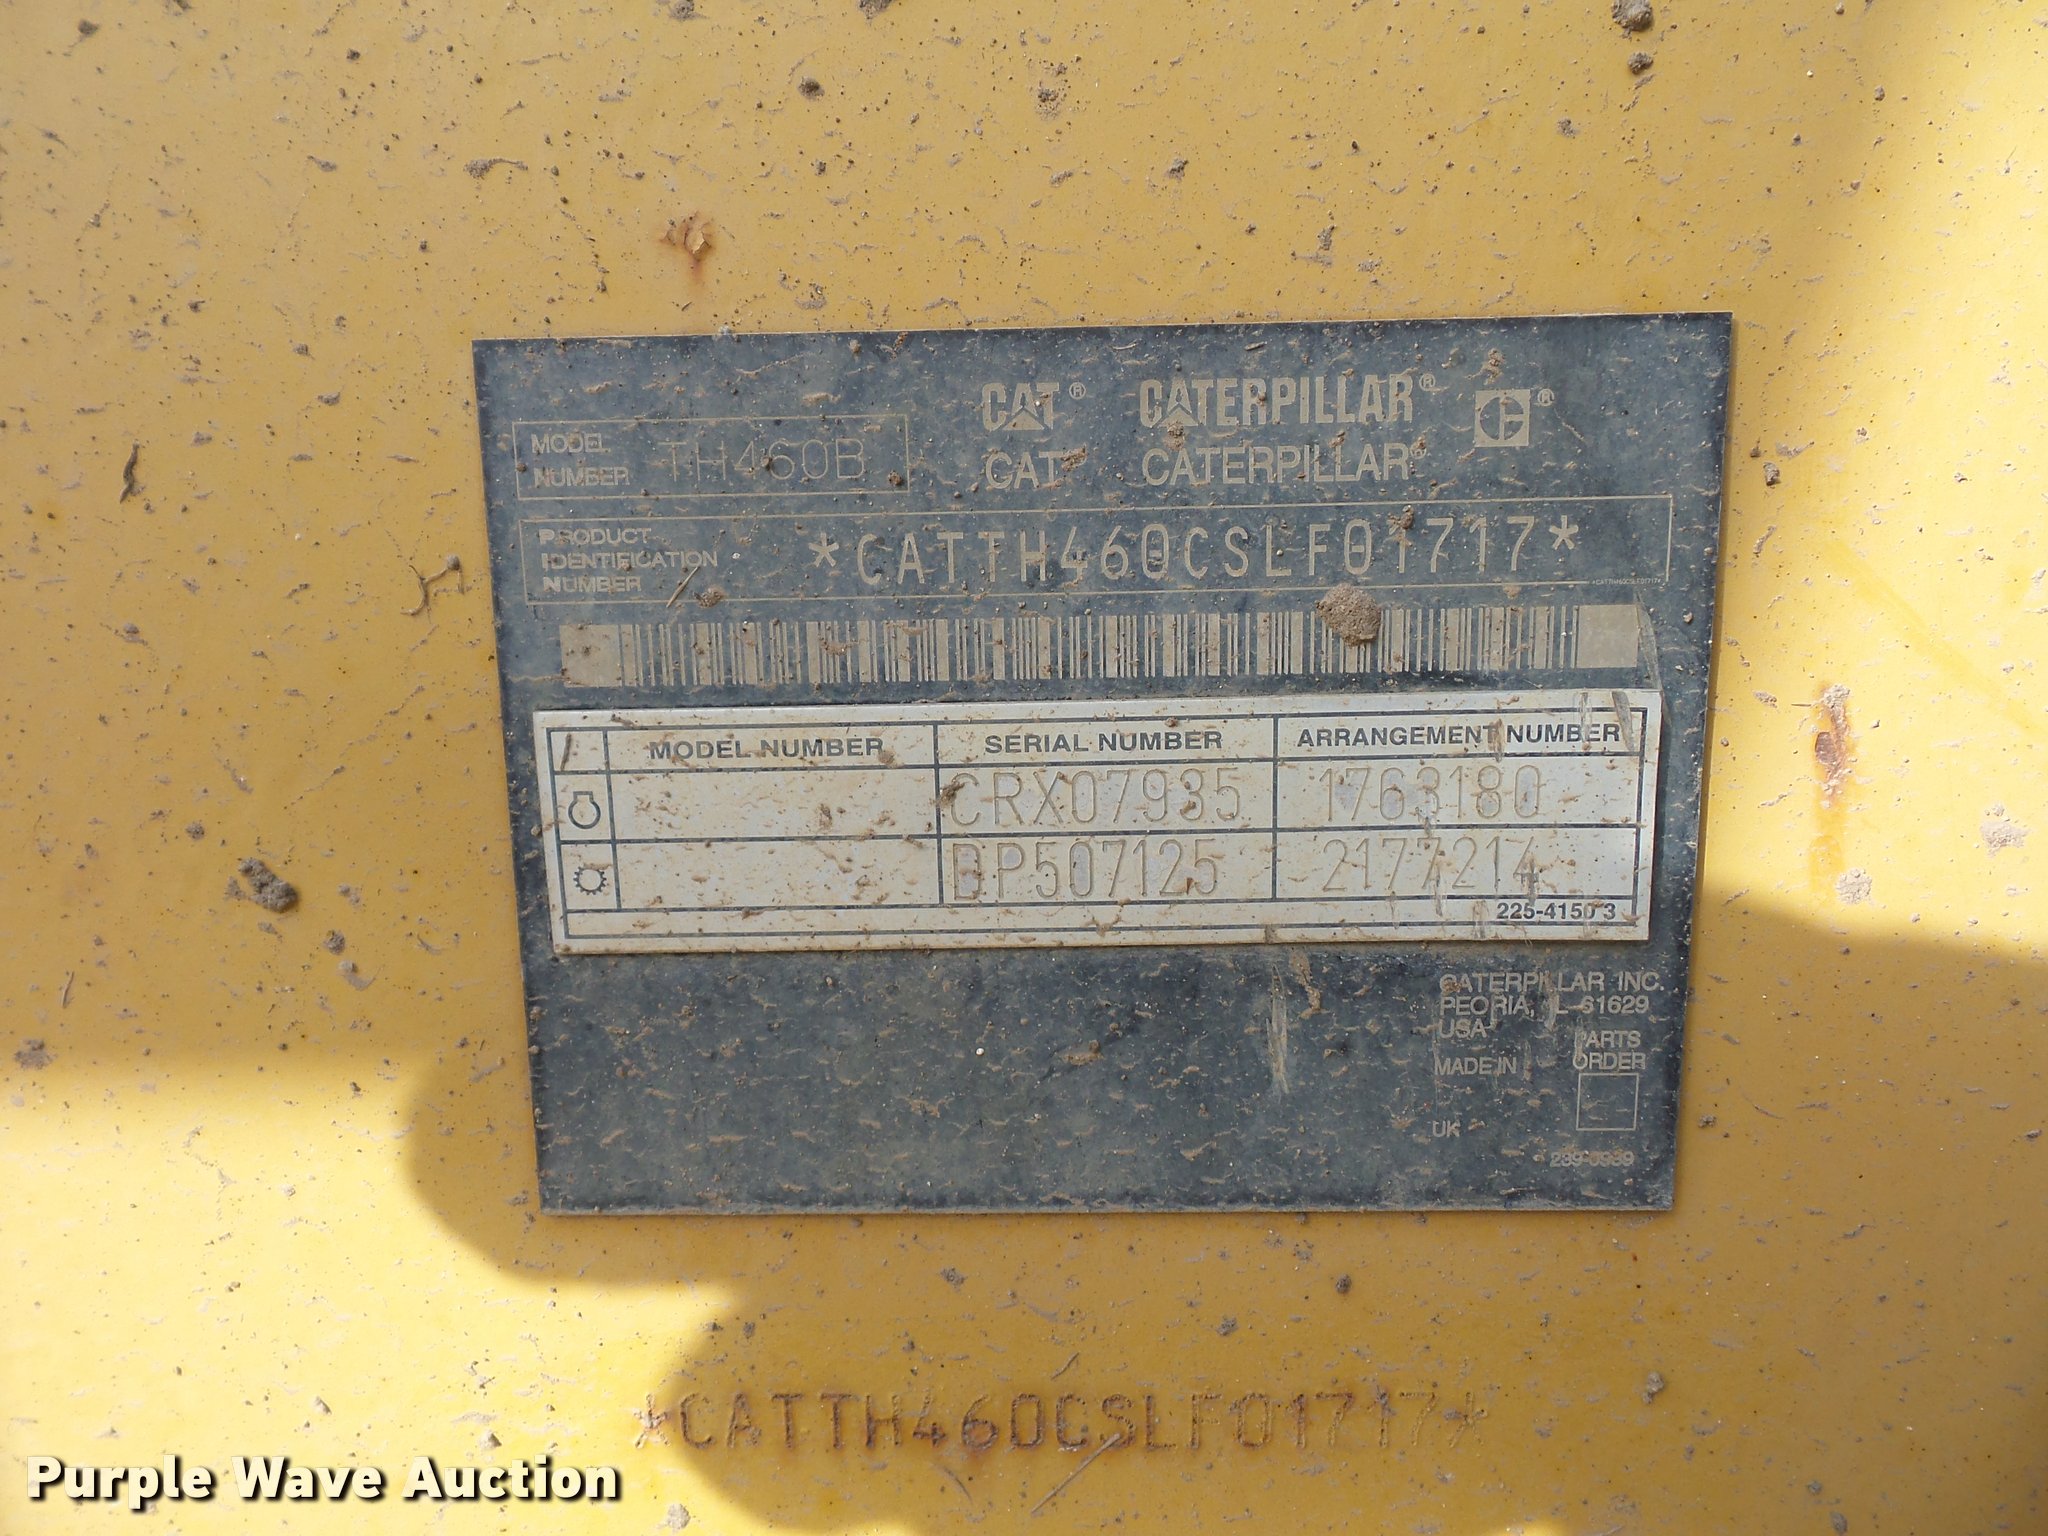 CAT® CATERPILLAR®
MODEL NUMBER TH460B
CAT CATERPILLAR®
PRODUCT IDENTIFICATION NUMBER *CATTH460CSLF01717*
*CATTH460CSLF01717*
MODEL NUMBER SERIAL NUMBER ARRANGEMENT NUMBER
CRX07935 1763180
DP507125 2177214
225-4150 3
CATERPILLAR INC.
PEORIA, IL 61629
USA
PARTS ORDER
MADE IN
UK
*CATTH460CSLF01717*
Purple Wave Auction